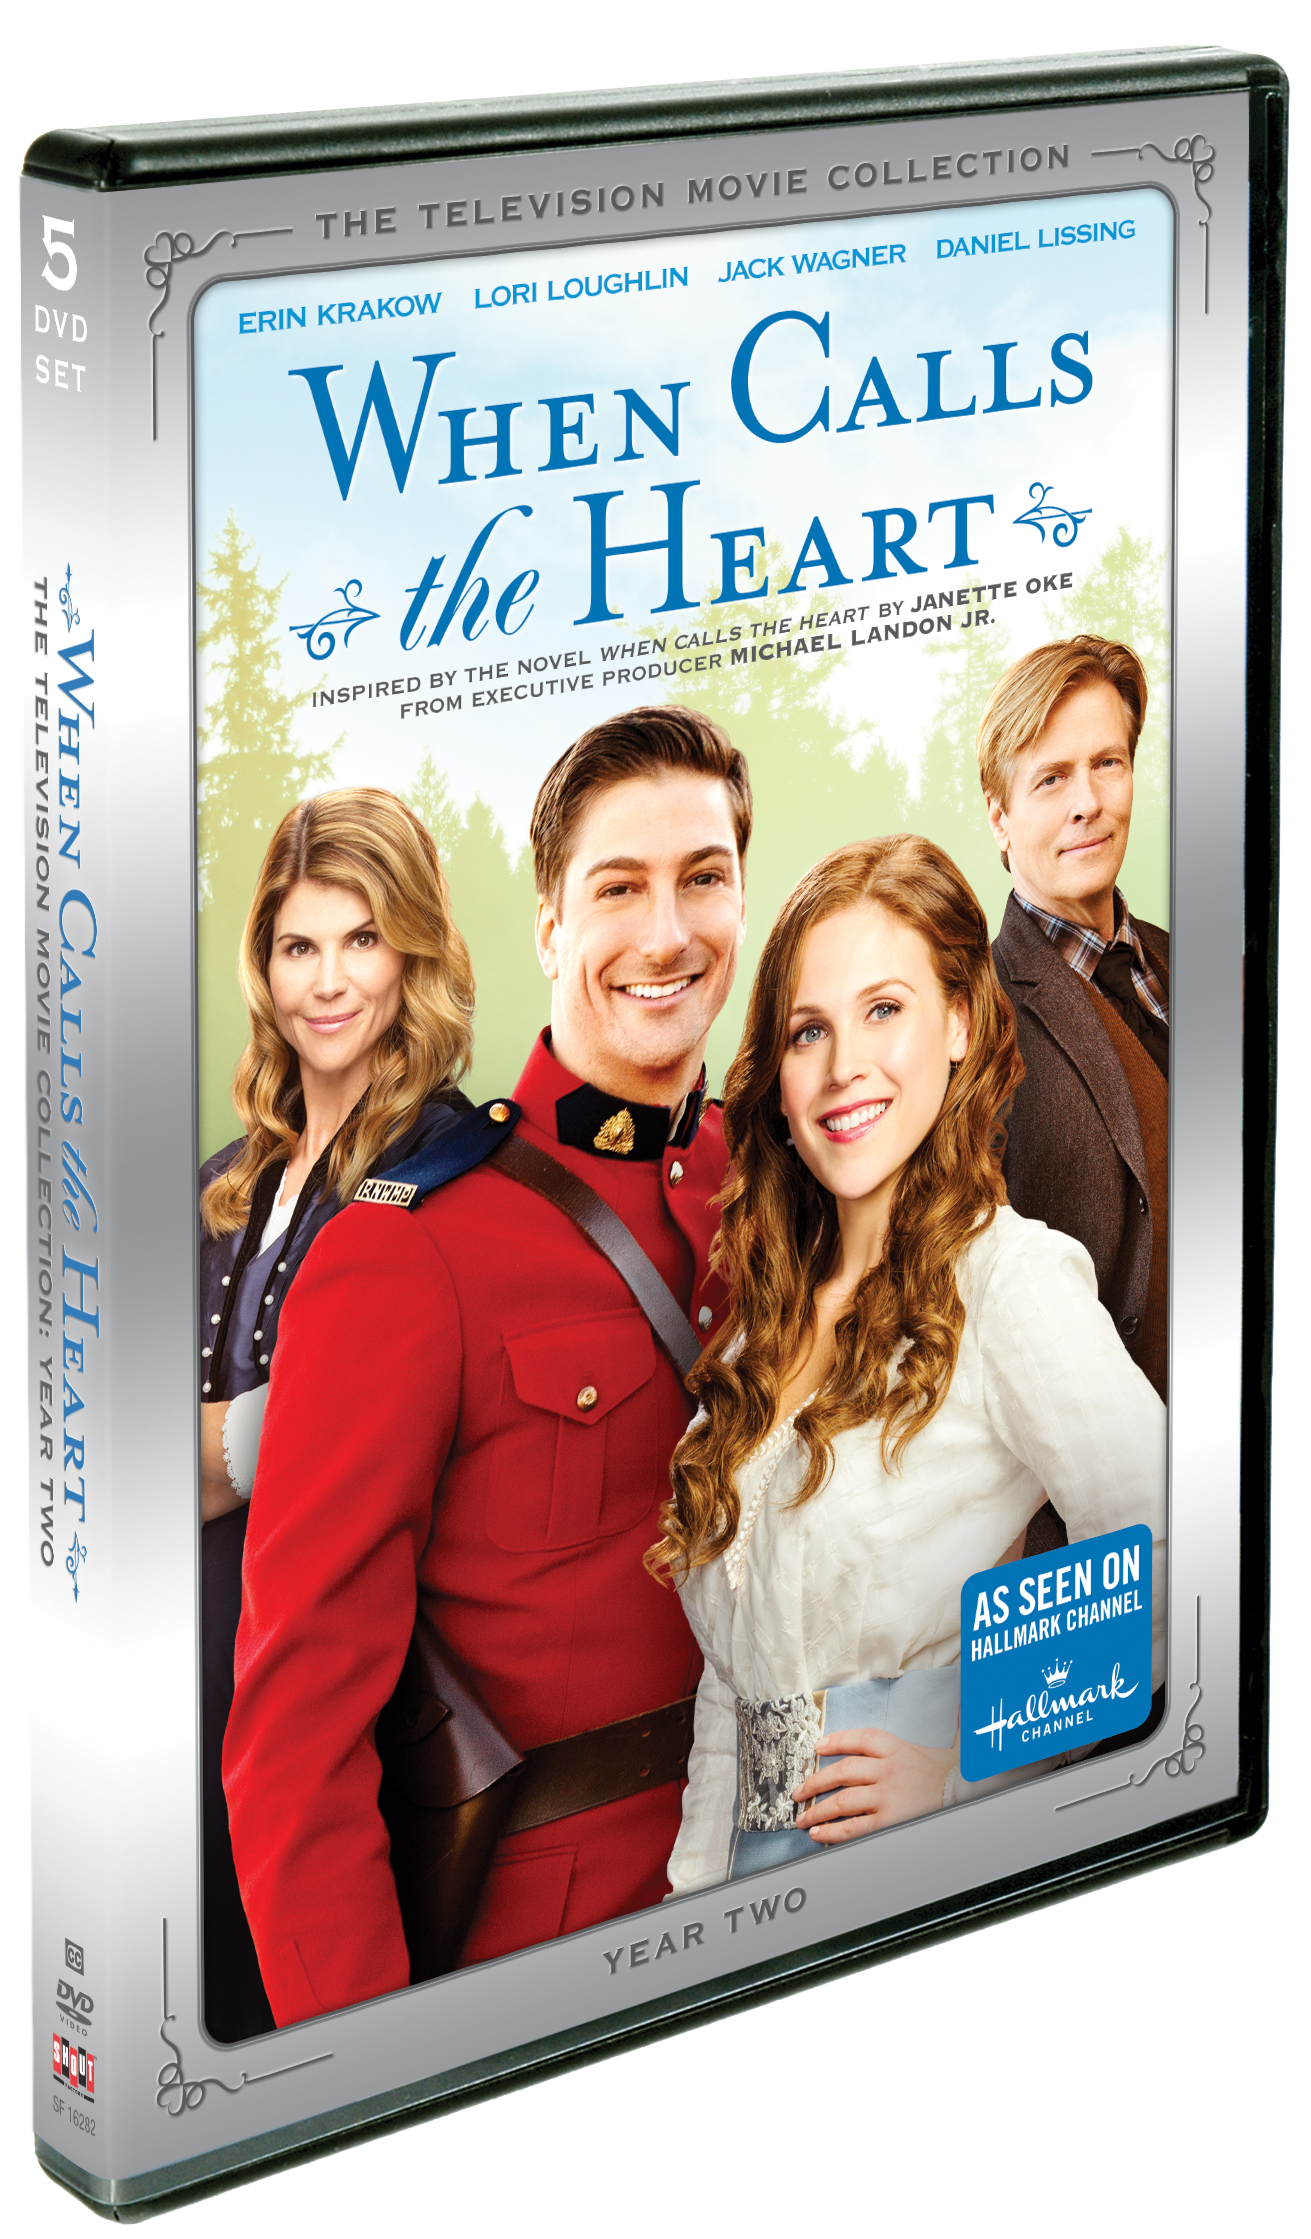 THE TELEVISION MOVIE COLLECTION
ERIN KRAKOW LORI LOUGHLIN JACK WAGNER DANIEL LISSING
WHEN CALLS
the HEART
INSPIRED BY THE NOVEL WHEN CALLS THE HEART BY JANETTE OKE
FROM EXECUTIVE PRODUCER MICHAEL LANDON JR.
R.N.W.M.P
AS SEEN ON
HALLMARK CHANNEL
Hallmark
CHANNEL
YEAR TWO
5
DVD
SET
WHEN CALLS the HEART
THE TELEVISION MOVIE COLLECTION: YEAR TWO
CC
DVD
VIDEO
SHOUT
FACTORY
SF 16282